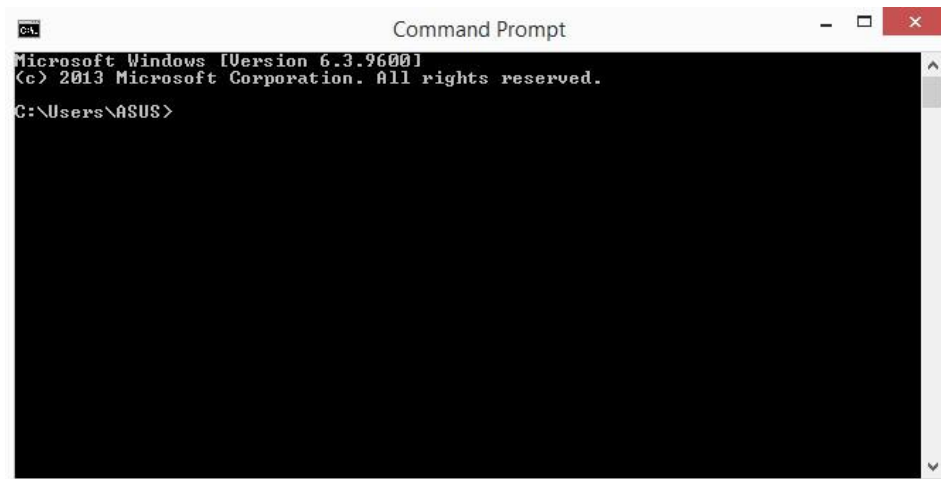 Command Prompt
Microsoft Windows [Version 6.3.9600]
(c) 2013 Microsoft Corporation. All rights reserved.
C:\Users\ASUS>